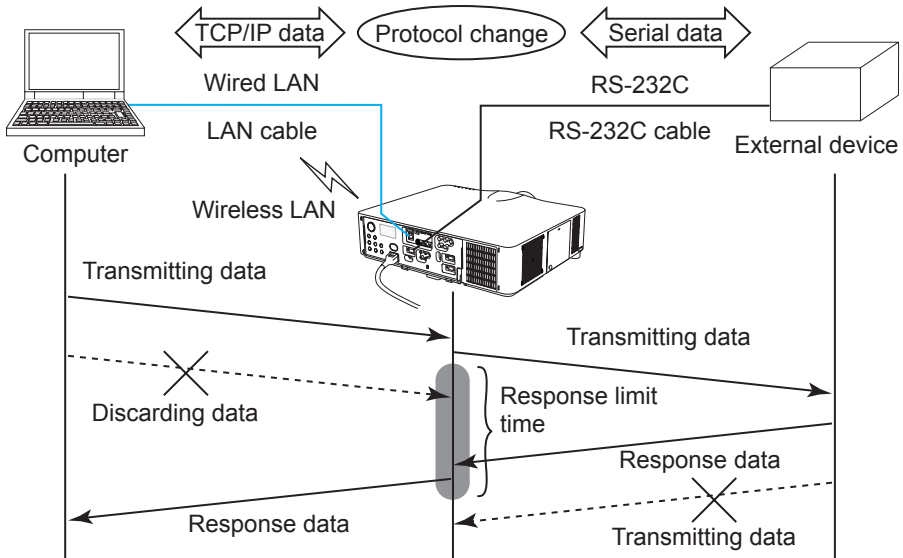 TCP/IP data
Protocol change
Serial data
Wired LAN
RS-232C
LAN cable
RS-232C cable
Computer
External device
Wireless LAN
Transmitting data
Transmitting data
Discarding data
Response limit
time
Response data
Response data
Transmitting data